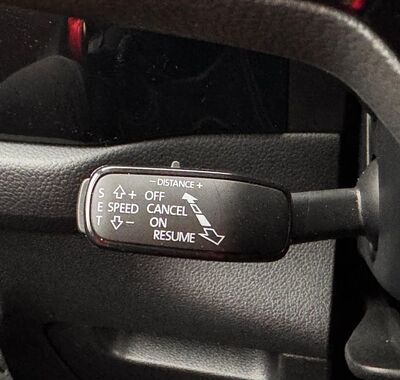 − DISTANCE +
S ⇧+ OFF
E SPEED CANCEL
T ⇩− ON
RESUME